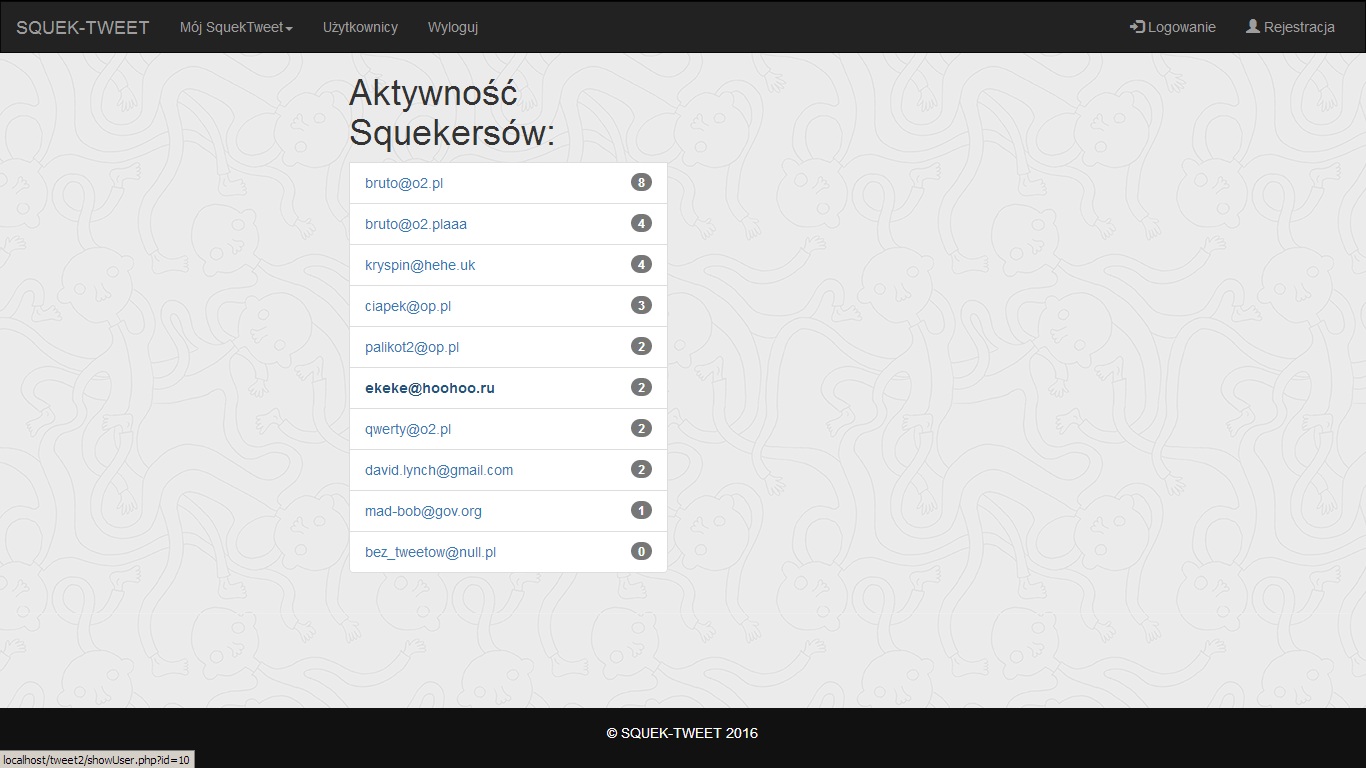 SQUEK-TWEET Mój SquekTweet Użytkownicy Wyloguj Logowanie Rejestracja
Aktywność
Squekersów:
bruto@o2.pl 8
bruto@o2.plaaa 4
kryspin@hehe.uk 4
ciapek@op.pl 3
palikot2@op.pl 2
ekeke@hoohoo.ru 2
qwerty@o2.pl 2
david.lynch@gmail.com 2
mad-bob@gov.org 1
bez_tweetow@null.pl 0
© SQUEK-TWEET 2016
localhost/tweet2/showUser.php?id=10